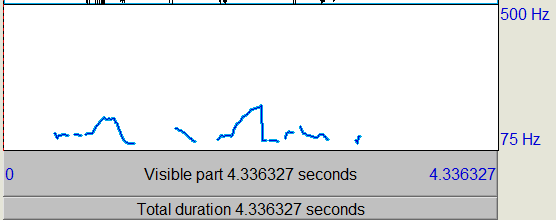 500 Hz
75 Hz
0 Visible part 4.336327 seconds 4.336327
Total duration 4.336327 seconds